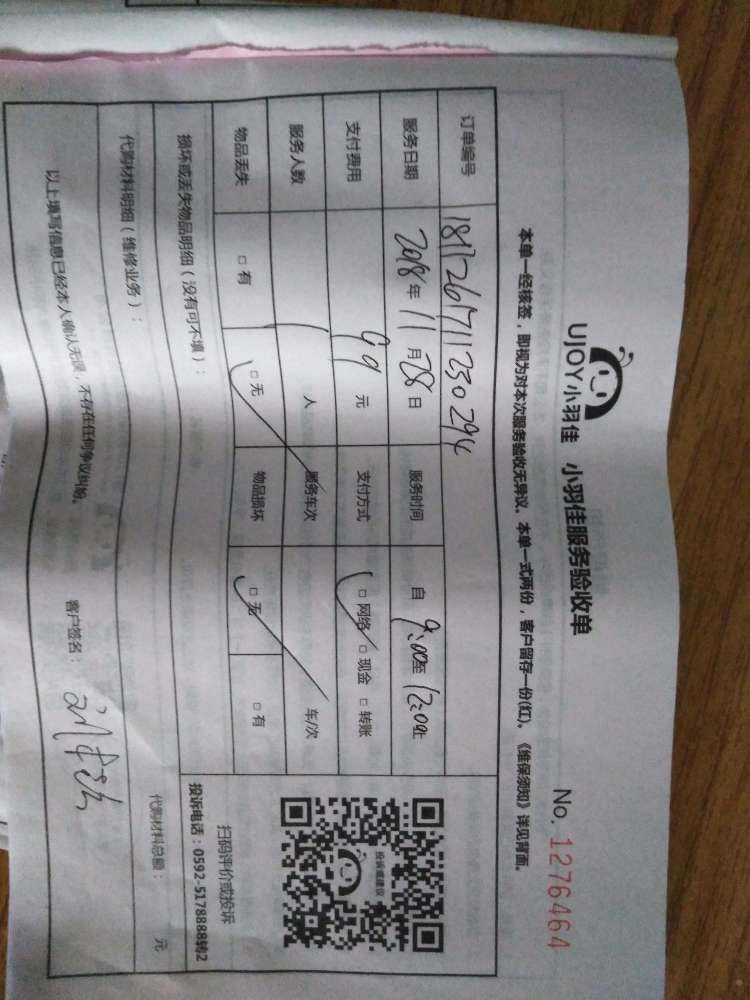 UJOY小羽佳 小羽佳服务验收单
No. 1276464
本单一经核签，即视为对本次服务验收无异议。本单一式两份，客户留存一份(红)。《维保须知》详见背面。
订单编号 1811261711230294
服务日期 2018年 11月 28日 服务时间 自 9:00至 12:00止
支付费用 99 元 支付方式 □ 网络 □ 现金 □ 转账
服务人数 1 人 服务车次 车/次
物品丢失 □ 有 □ 无 物品损坏 □ 无 □ 有
投诉或建议
扫码评价或投诉
投诉电话：0592-5178888转2
损坏或丢失物品明细（没有可不填）：
代购材料明细（维修业务）： 代购材料总额： 元
以上填写信息已经本人确认无误，不存在任何争议纠纷。 客户签名：